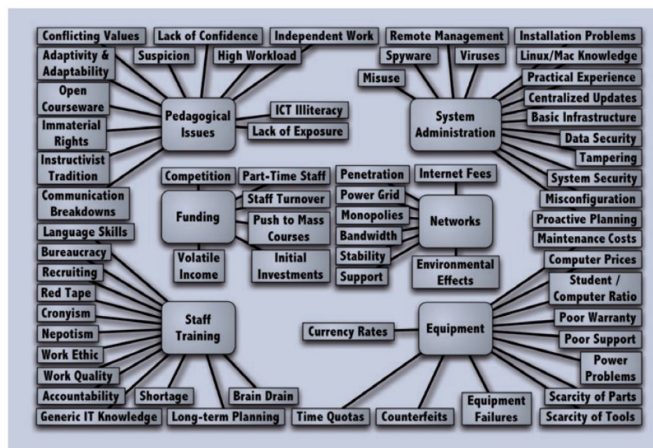 Conflicting Values
Lack of Confidence
Independent Work
Remote Management
Installation Problems
Adaptivity &
Adaptability
Suspicion
High Workload
Spyware
Viruses
Linux/Mac Knowledge
Misuse
Practical Experience
Open
Courseware
Pedagogical
Issues
ICT Illiteracy
Lack of Exposure
System
Administration
Centralized Updates
Basic Infrastructure
Immaterial
Rights
Data Security
Tampering
Instructivist
Tradition
System Security
Communication
Breakdowns
Misconfiguration
Competition
Part-Time Staff
Penetration
Internet Fees
Staff Turnover
Power Grid
Funding
Push to Mass
Courses
Monopolies
Networks
Bandwidth
Volatile
Income
Initial
Investments
Stability
Support
Environmental
Effects
Proactive Planning
Maintenance Costs
Language Skills
Bureaucracy
Recruiting
Red Tape
Cronyism
Nepotism
Work Ethic
Work Quality
Accountability
Generic IT Knowledge
Staff
Training
Shortage
Brain Drain
Long-term Planning
Computer Prices
Student /
Computer Ratio
Currency Rates
Equipment
Poor Warranty
Poor Support
Power
Problems
Scarcity of Parts
Scarcity of Tools
Time Quotas
Counterfeits
Equipment
Failures